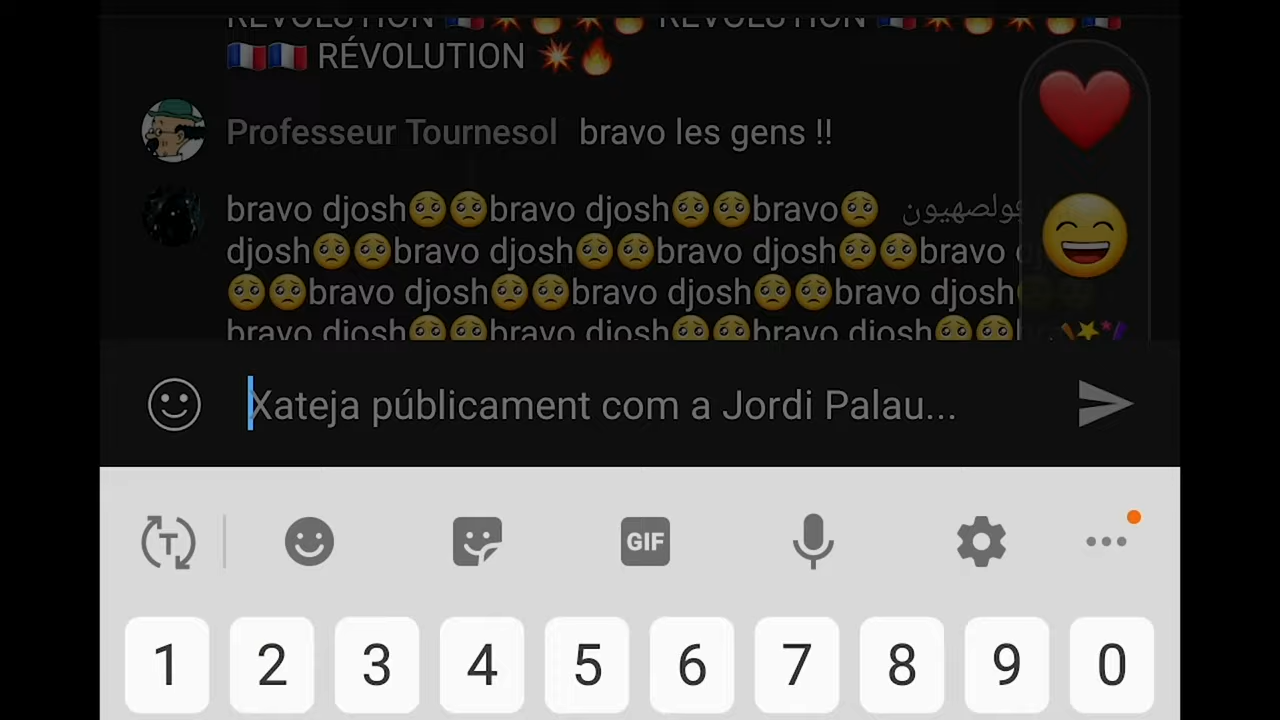 RÉVOLUTION 🇫🇷💥🔥💥🔥 RÉVOLUTION 🇫🇷💥🔥💥🔥🇫🇷
🇫🇷🇫🇷 RÉVOLUTION 💥🔥
Professeur Tournesol bravo les gens !!
bravo djosh🥺🥺bravo djosh🥺🥺bravo🥺
djosh🥺🥺bravo djosh🥺🥺bravo djosh🥺🥺bravo
🥺🥺bravo djosh🥺🥺bravo djosh🥺🥺bravo djosh
bravo djosh🥺🥺bravo djosh🥺🥺bravo djosh🥺🥺
Xateja públicament com a Jordi Palau...
T
GIF
1 2 3 4 5 6 7 8 9 0